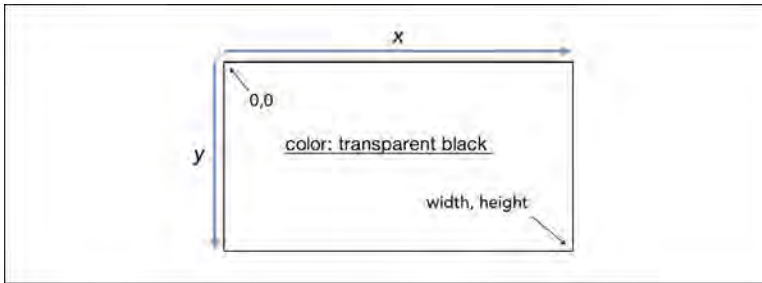 x
0,0
color: transparent black
y
width, height